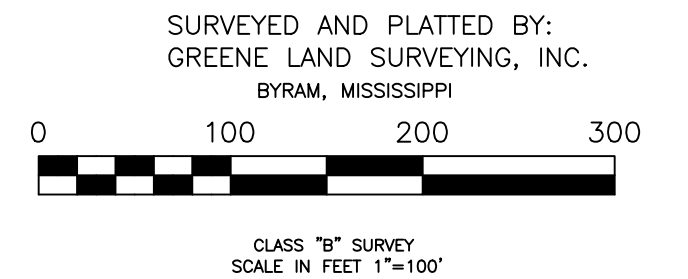 SURVEYED AND PLATTED BY:
GREENE LAND SURVEYING, INC.
BYRAM, MISSISSIPPI
0 100 200 300
CLASS "B" SURVEY
SCALE IN FEET 1"=100'